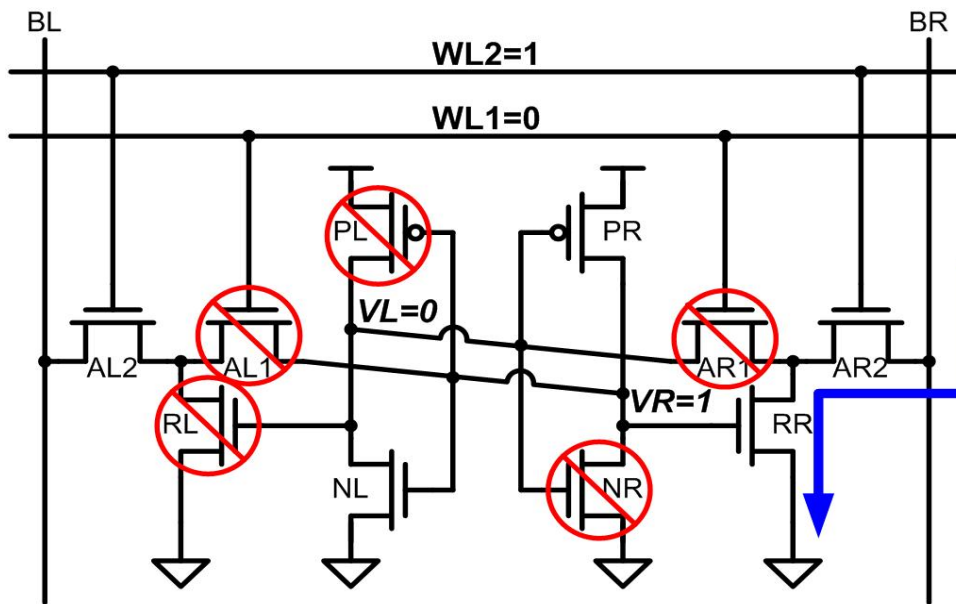 BL BR
WL2=1
WL1=0
PL PR
VL=0
AL2 AL1 AR1 AR2
VR=1
RL RR
NL NR